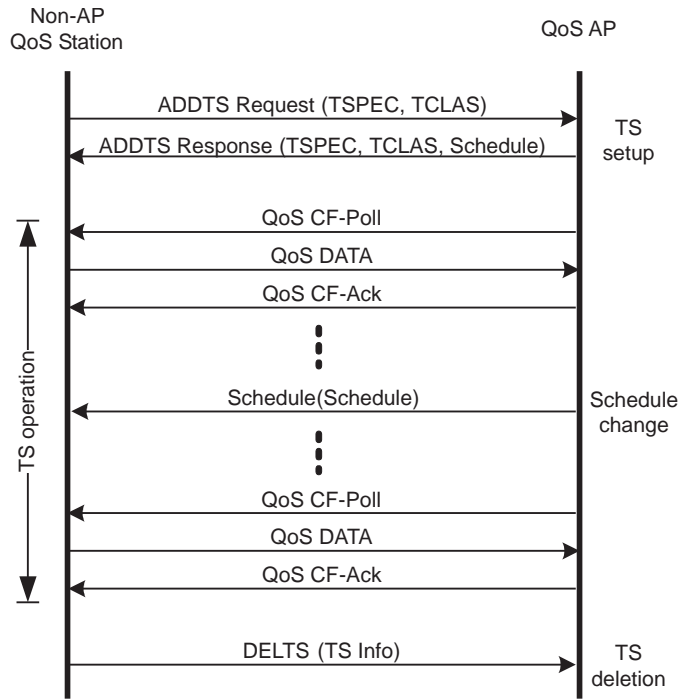 Non-AP
QoS Station
QoS AP
ADDTS Request (TSPEC, TCLAS)
ADDTS Response (TSPEC, TCLAS, Schedule)
TS
setup
QoS CF-Poll
QoS DATA
QoS CF-Ack
TS operation
Schedule(Schedule)
Schedule
change
QoS CF-Poll
QoS DATA
QoS CF-Ack
DELTS (TS Info)
TS
deletion